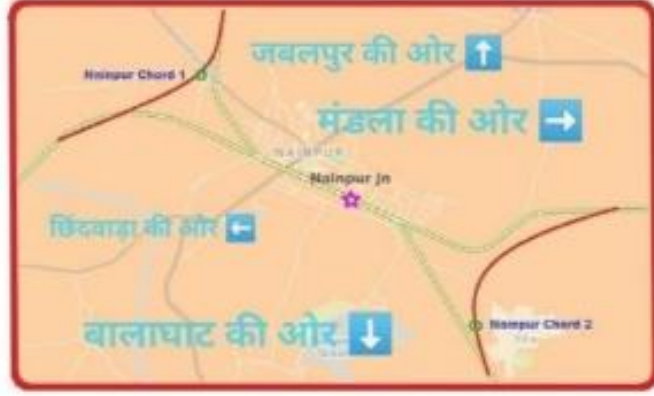 जबलपुर की ओर ⬆
Nainpur Chord 1
मंडला की ओर ➡
NAINPUR
Nainpur Jn
छिंदवाड़ा की ओर ⬅
बालाघाट की ओर ⬇
Nainpur Chord 2